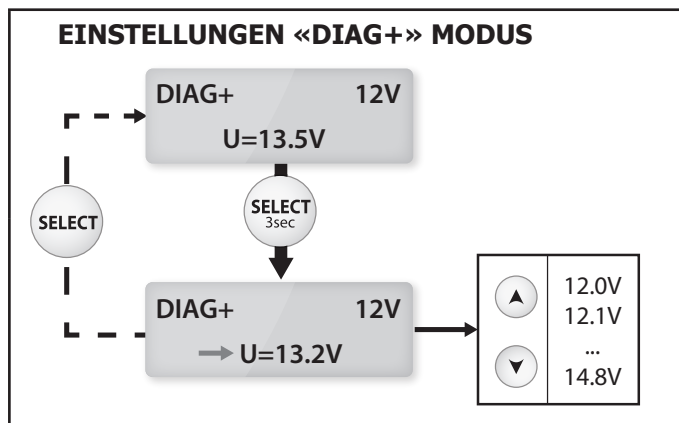 EINSTELLUNGEN «DIAG+» MODUS
DIAG+ 12V
U=13.5V
SELECT
SELECT
3sec
DIAG+ 12V
U=13.2V
12.0V
12.1V
...
14.8V